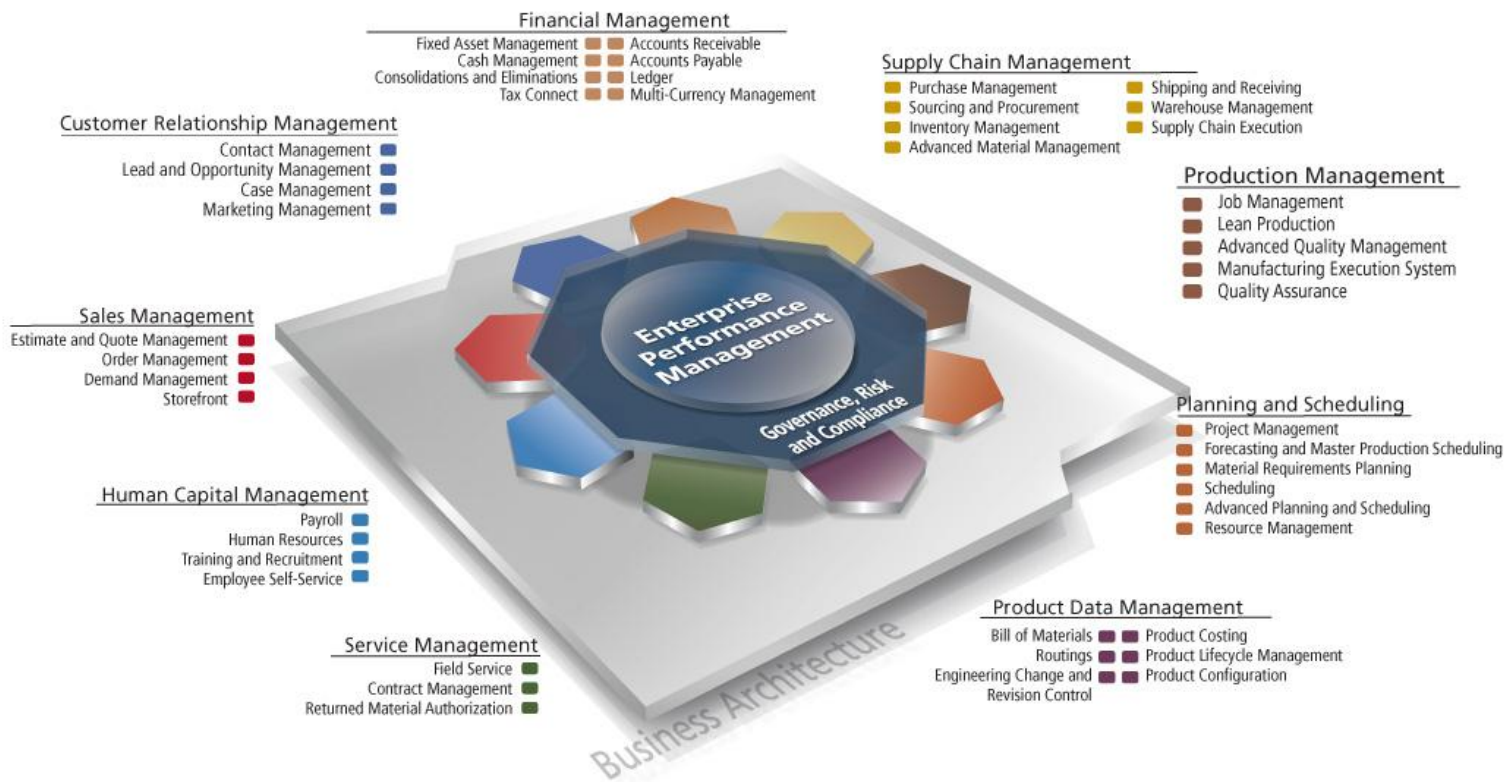 Financial Management
Fixed Asset Management
Accounts Receivable
Cash Management
Accounts Payable
Consolidations and Eliminations
Ledger
Tax Connect
Multi-Currency Management
Supply Chain Management
Purchase Management
Shipping and Receiving
Sourcing and Procurement
Warehouse Management
Inventory Management
Supply Chain Execution
Advanced Material Management
Customer Relationship Management
Contact Management
Lead and Opportunity Management
Case Management
Marketing Management
Production Management
Job Management
Lean Production
Advanced Quality Management
Manufacturing Execution System
Quality Assurance
Enterprise
Performance
Management
Governance, Risk
and Compliance
Sales Management
Estimate and Quote Management
Order Management
Demand Management
Storefront
Planning and Scheduling
Project Management
Forecasting and Master Production Scheduling
Material Requirements Planning
Scheduling
Advanced Planning and Scheduling
Resource Management
Human Capital Management
Payroll
Human Resources
Training and Recruitment
Employee Self-Service
Product Data Management
Bill of Materials
Product Costing
Routings
Product Lifecycle Management
Engineering Change and
Revision Control
Product Configuration
Service Management
Field Service
Contract Management
Returned Material Authorization
Business Architecture